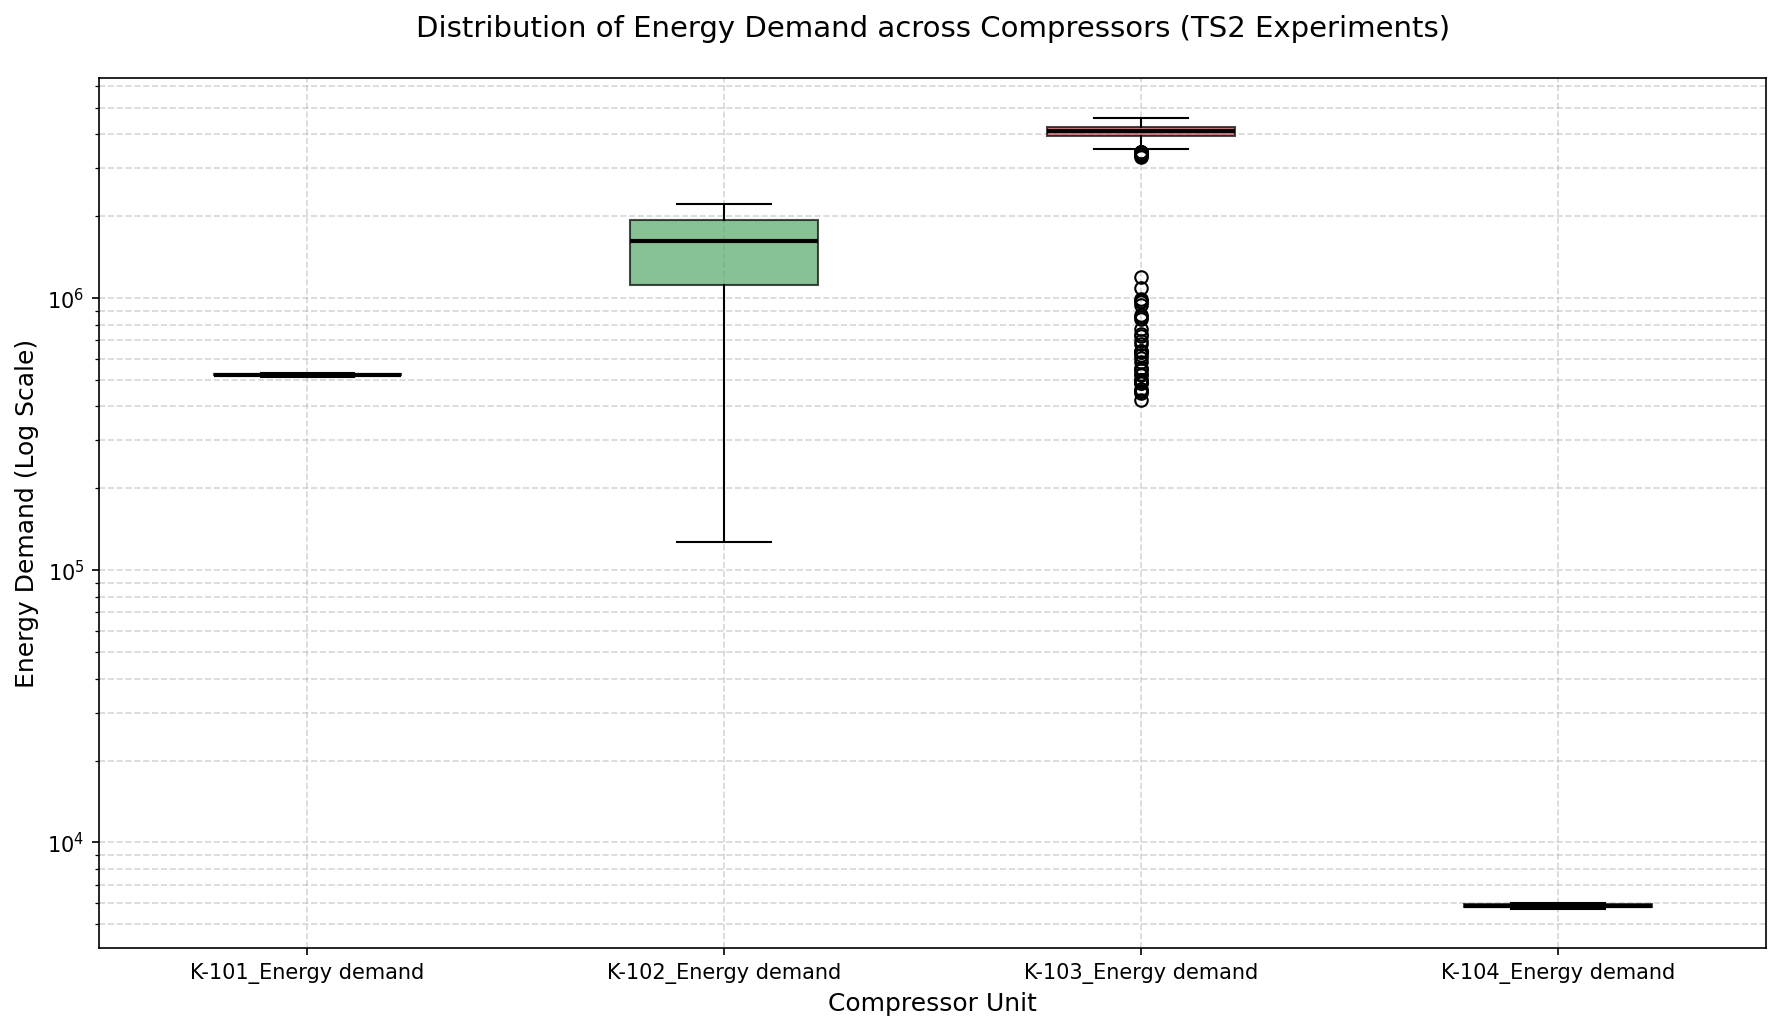 Distribution of Energy Demand across Compressors (TS2 Experiments)
Energy Demand (Log Scale)
10⁶
10⁵
10⁴
K-101_Energy demand
K-102_Energy demand
K-103_Energy demand
K-104_Energy demand
Compressor Unit